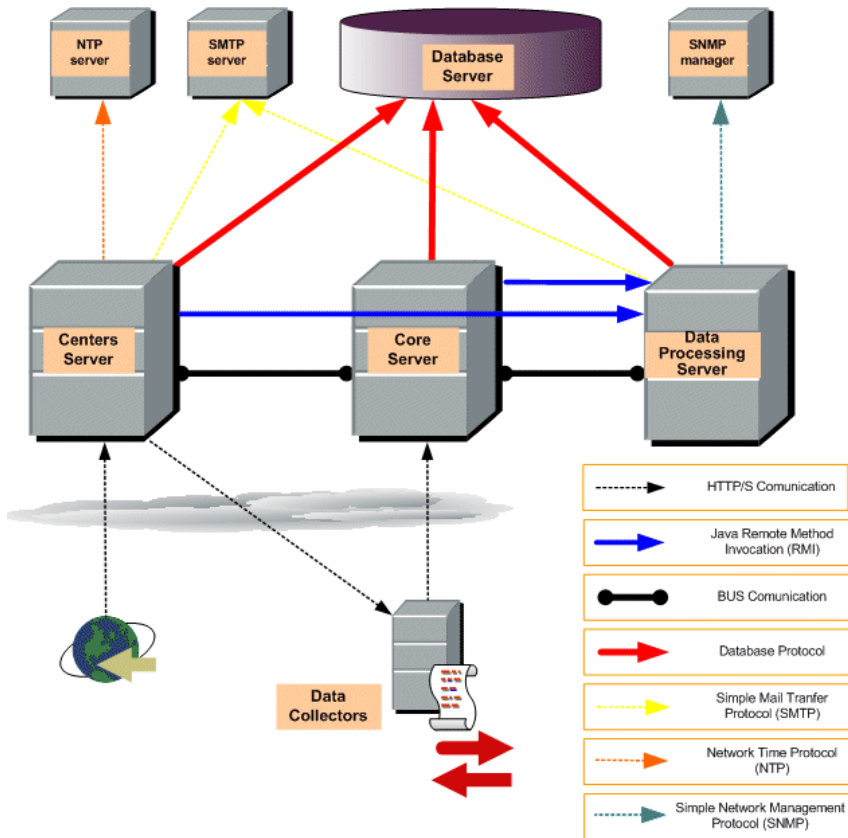 NTP
server
SMTP
server
Database
Server
SNMP
manager
Centers
Server
Core
Server
Data
Processing
Server
HTTP/S Comunication
Java Remote Method
Invocation (RMI)
BUS Comunication
Database Protocol
Simple Mail Tranfer
Protocol (SMTP)
Network Time Protocol
(NTP)
Simple Network Management
Protocol (SNMP)
Data
Collectors